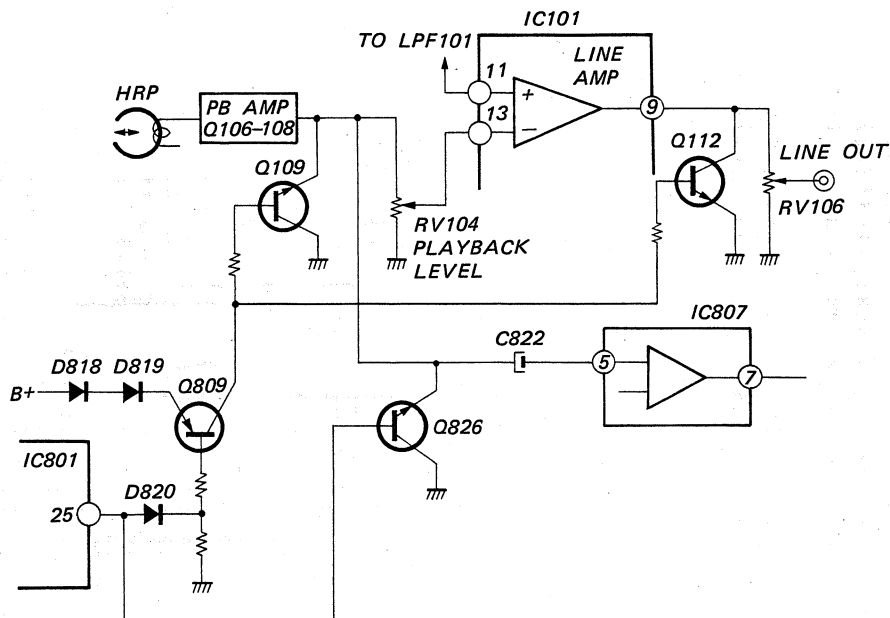 IC101
TO LPF101
LINE
AMP
11
HRP
PB AMP
Q106–108
+
13
–
9
Q112
Q109
LINE OUT
RV106
RV104
PLAYBACK
LEVEL
IC807
C822
D818
D819
Q809
5
7
B+
Q826
IC801
D820
25